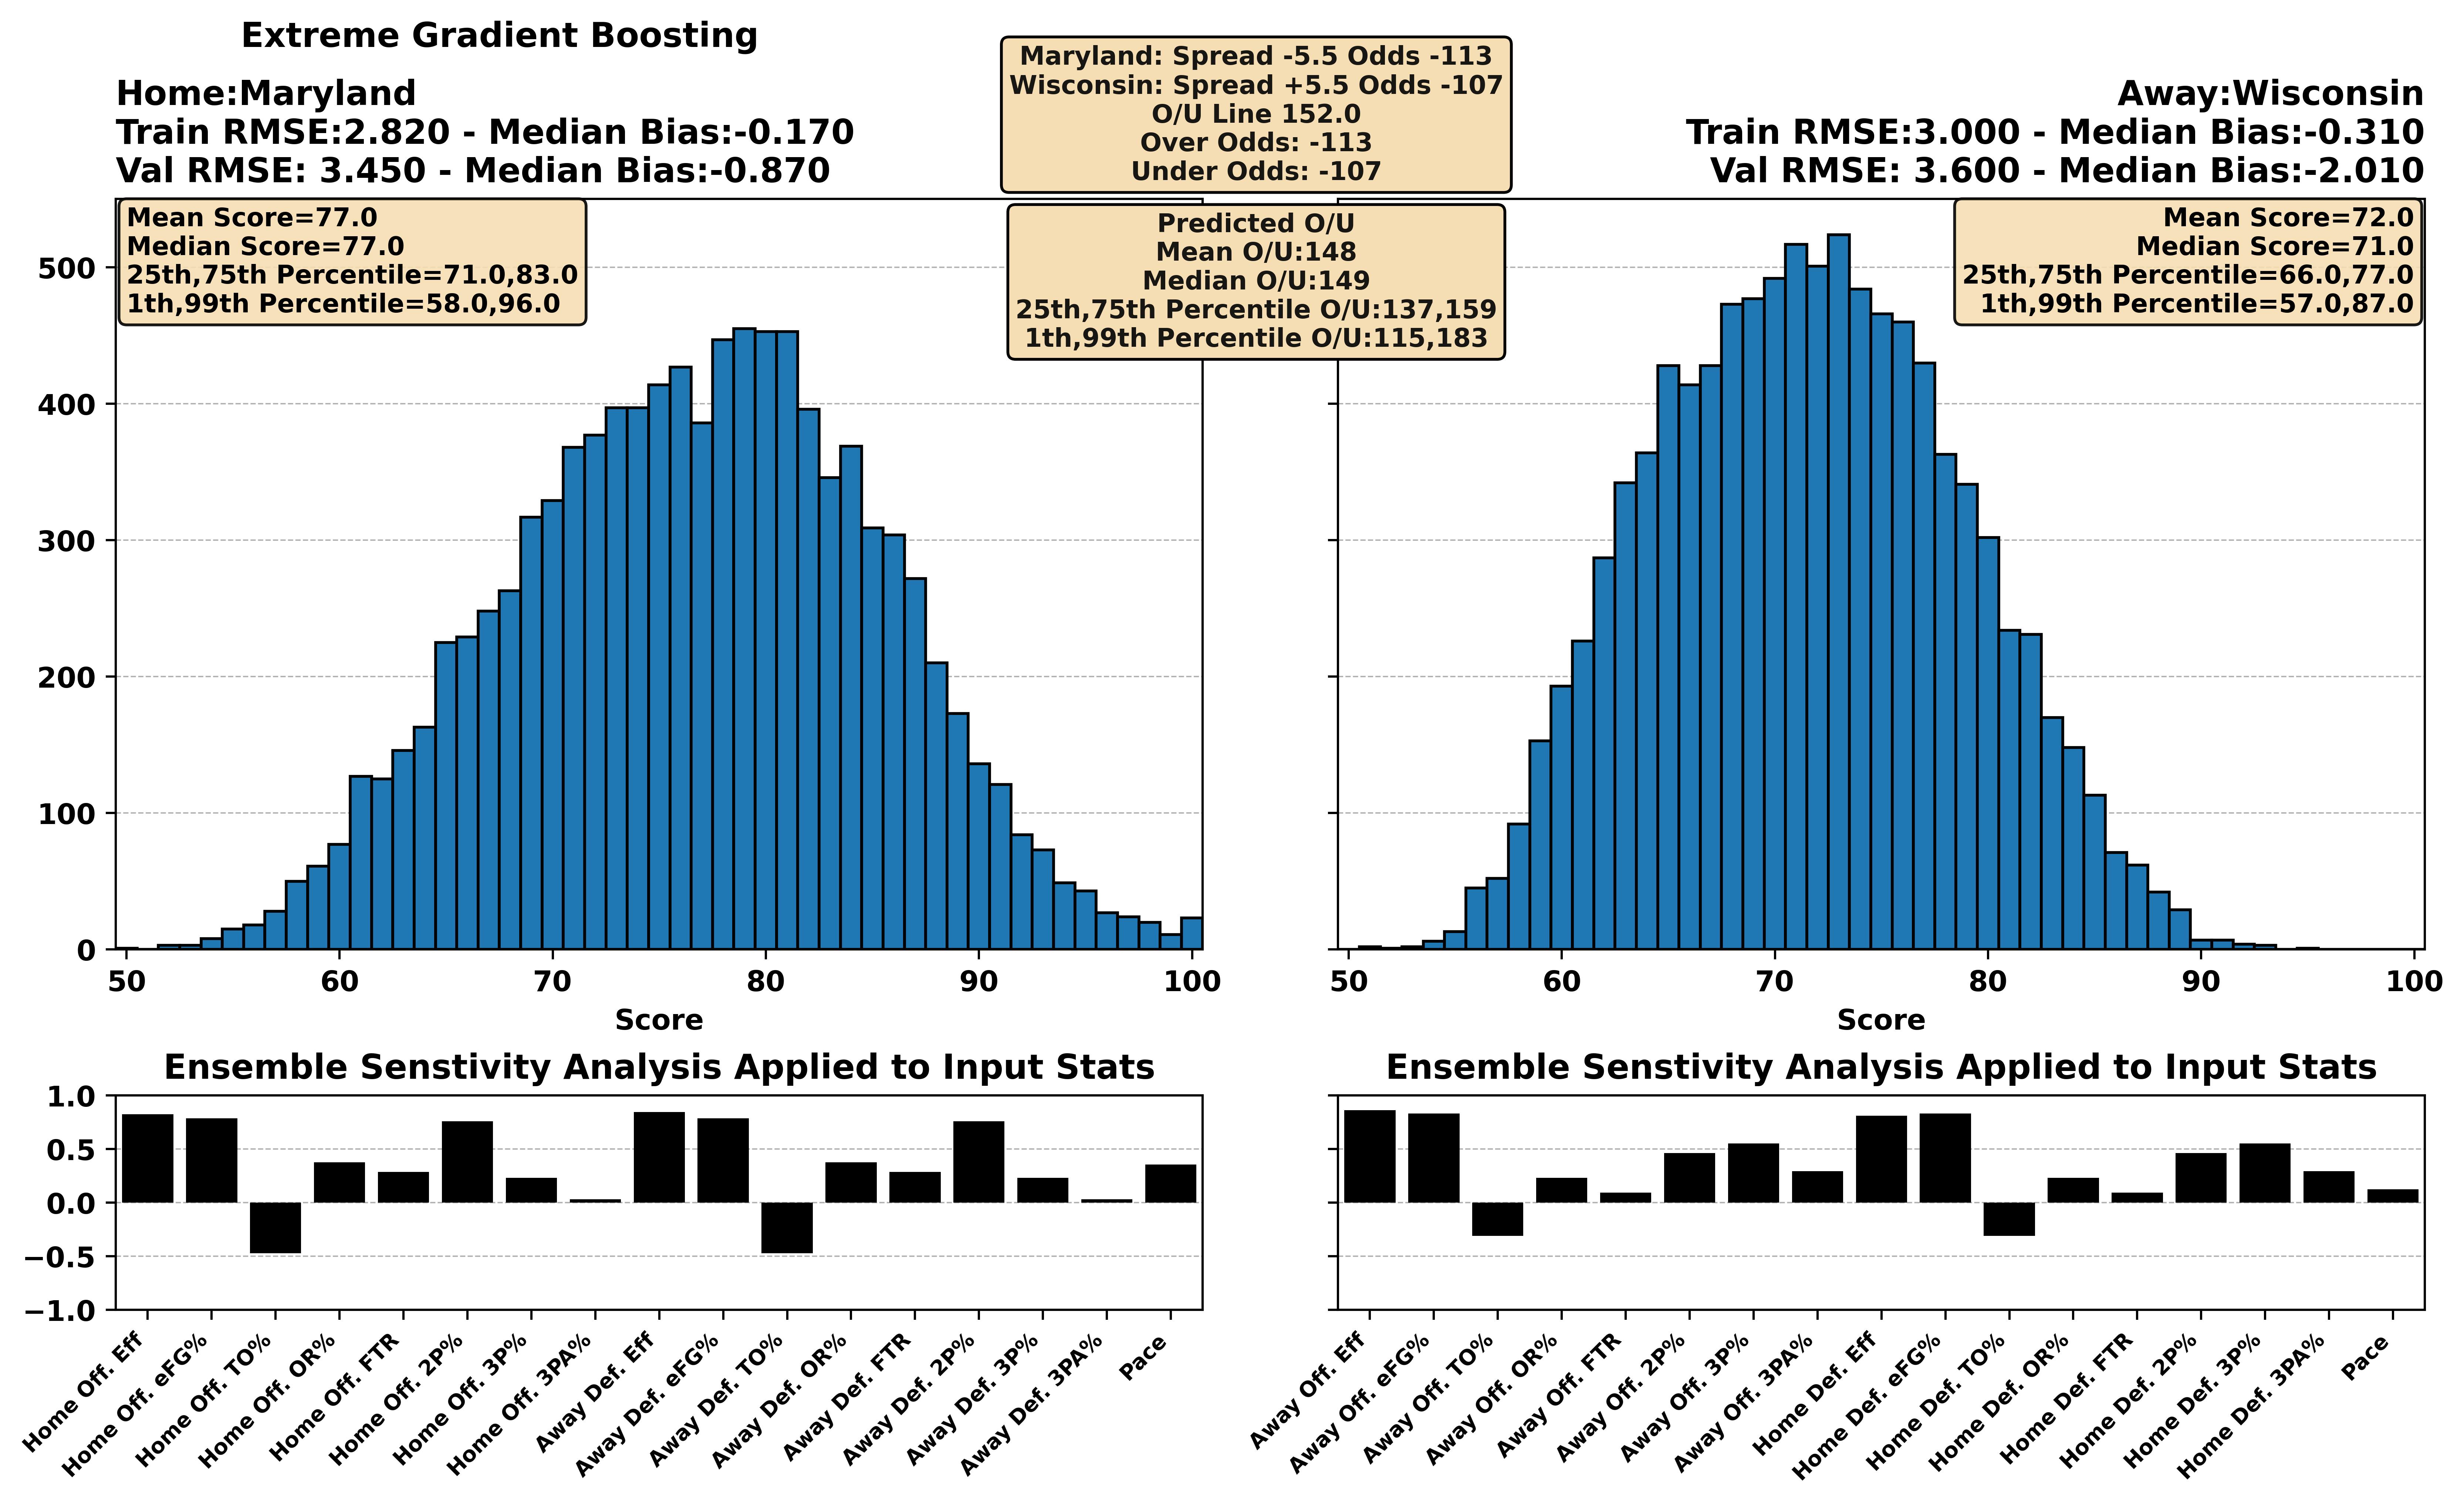 Extreme Gradient Boosting
Home:Maryland
Train RMSE:2.820 - Median Bias:-0.170
Val RMSE: 3.450 - Median Bias:-0.870
Maryland: Spread -5.5 Odds -113
Wisconsin: Spread +5.5 Odds -107
O/U Line 152.0
Over Odds: -113
Under Odds: -107
Away:Wisconsin
Train RMSE:3.000 - Median Bias:-0.310
Val RMSE: 3.600 - Median Bias:-2.010
Mean Score=77.0
Median Score=77.0
25th,75th Percentile=71.0,83.0
1th,99th Percentile=58.0,96.0
Predicted O/U
Mean O/U:148
Median O/U:149
25th,75th Percentile O/U:137,159
1th,99th Percentile O/U:115,183
Mean Score=72.0
Median Score=71.0
25th,75th Percentile=66.0,77.0
1th,99th Percentile=57.0,87.0
500
400
300
200
100
0
50 60 70 80 90 100
Score
50 60 70 80 90 100
Score
Ensemble Senstivity Analysis Applied to Input Stats
1.0
0.5
0.0
−0.5
−1.0
Home Off. Eff
Home Off. eFG%
Home Off. TO%
Home Off. OR%
Home Off. FTR
Home Off. 2P%
Home Off. 3P%
Home Off. 3PA%
Away Def. Eff
Away Def. eFG%
Away Def. TO%
Away Def. OR%
Away Def. FTR
Away Def. 2P%
Away Def. 3P%
Away Def. 3PA%
Pace
Ensemble Senstivity Analysis Applied to Input Stats
Away Off. Eff
Away Off. eFG%
Away Off. TO%
Away Off. OR%
Away Off. FTR
Away Off. 2P%
Away Off. 3P%
Away Off. 3PA%
Home Def. Eff
Home Def. eFG%
Home Def. TO%
Home Def. OR%
Home Def. FTR
Home Def. 2P%
Home Def. 3P%
Home Def. 3PA%
Pace